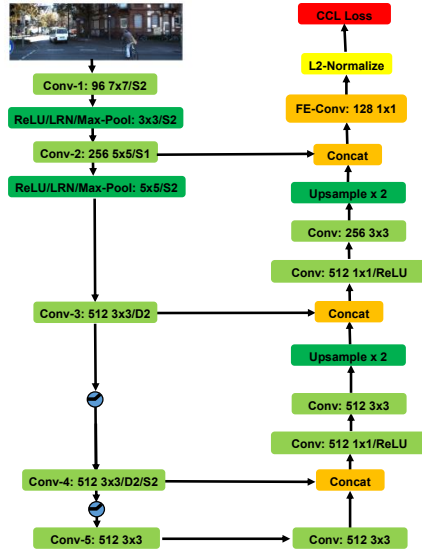 Conv-1: 96 7x7/S2
ReLU/LRN/Max-Pool: 3x3/S2
Conv-2: 256 5x5/S1
ReLU/LRN/Max-Pool: 5x5/S2
Conv-3: 512 3x3/D2
Conv-4: 512 3x3/D2/S2
Conv-5: 512 3x3
CCL Loss
L2-Normalize
FE-Conv: 128 1x1
Concat
Upsample x 2
Conv: 256 3x3
Conv: 512 1x1/ReLU
Concat
Upsample x 2
Conv: 512 3x3
Conv: 512 1x1/ReLU
Concat
Conv: 512 3x3